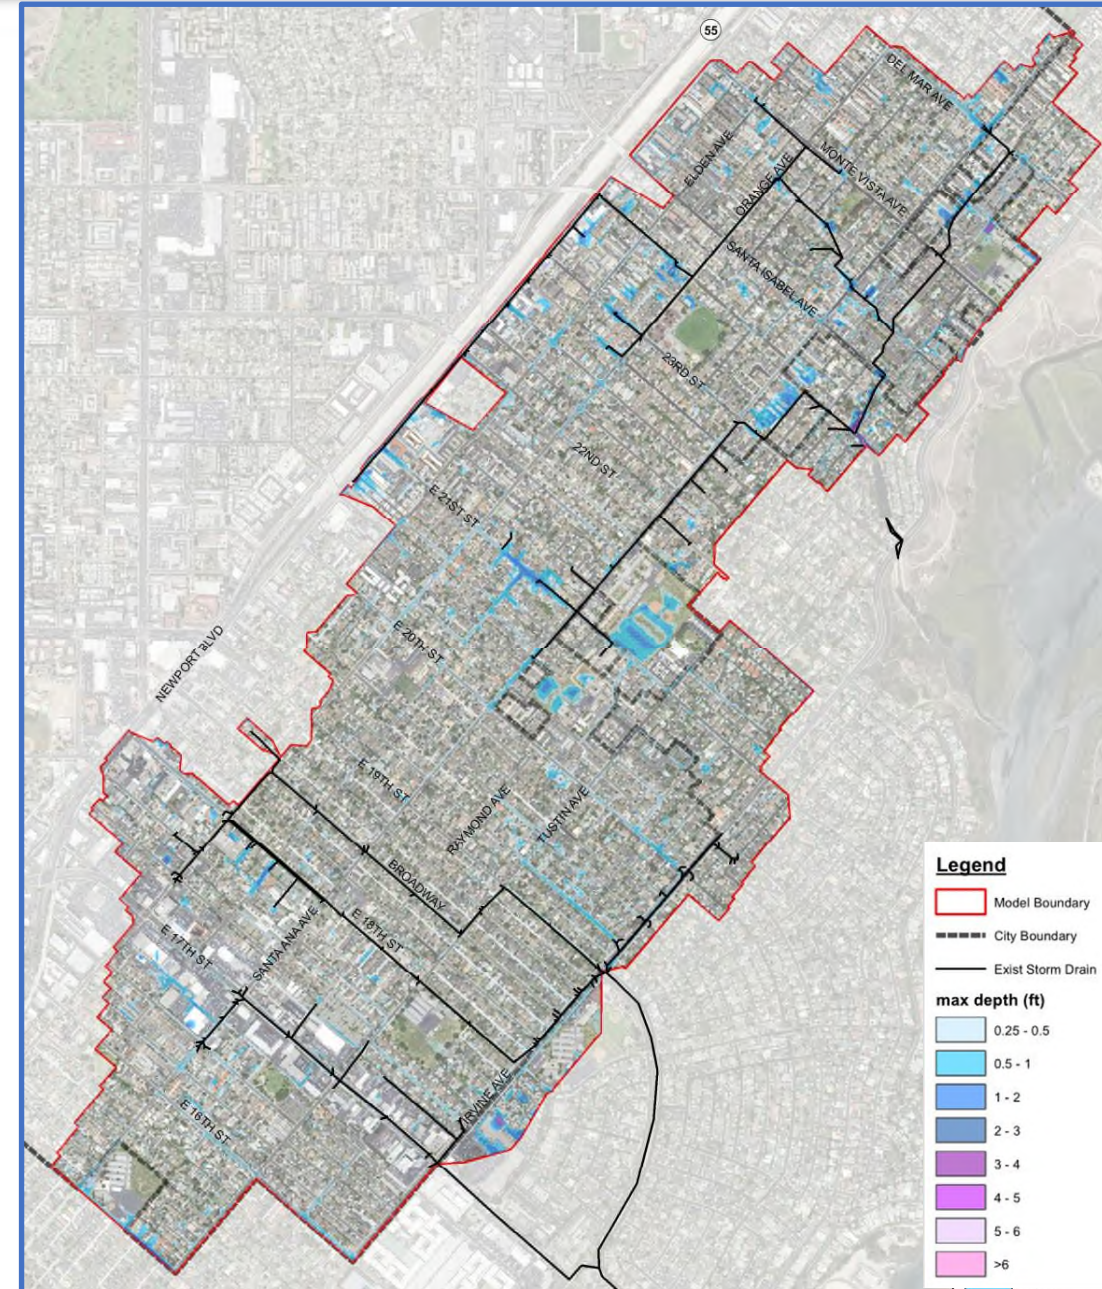 55
DEL MAR AVE
ELDEN AVE
MONTE VISTA AVE
ORANGE AVE
SANTA ISABEL AVE
23RD ST
22ND ST
E 21ST ST
E 20TH ST
NEWPORT BLVD
E 19TH ST
RAYMOND AVE
TUSTIN AVE
BROADWAY
E 18TH ST
SANTA ANA AVE
E 17TH ST
IRVINE AVE
E 16TH ST
Legend
Model Boundary
City Boundary
Exist Storm Drain
max depth (ft)
0.25 - 0.5
0.5 - 1
1 - 2
2 - 3
3 - 4
4 - 5
5 - 6
>6